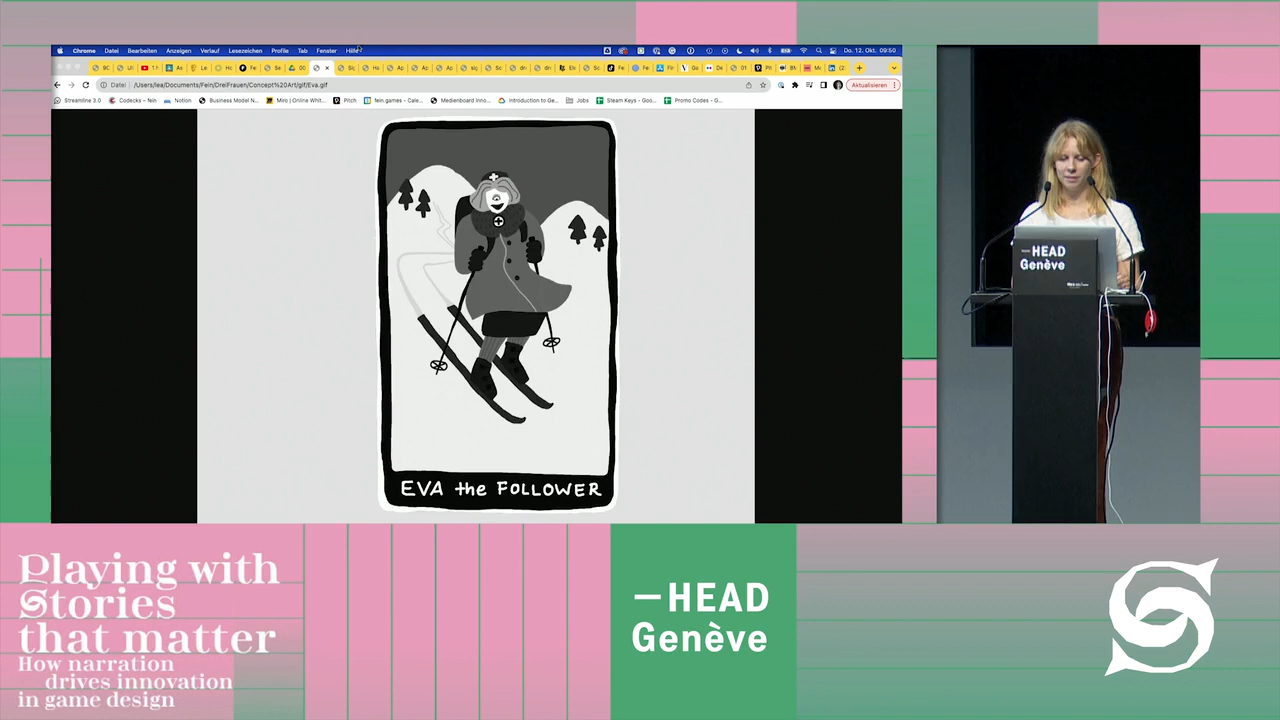 Chrome Datei Bearbeiten Anzeigen Verlauf Lesezeichen Profile Tab Fenster Hilfe
Do. 12. Okt. 09:50
Datei /Users/lea/Documents/Fein/DreiFrauen/Concept%20Art/gif/Eva.gif
Aktualisieren
Streamline 3.0 Codecks – fein Notion Business Model N... Miro | Online Whit... Pitch fein.games - Cale... Medienboard Inno... Introduction to Ge... Jobs Steam Keys - Goo... Promo Codes - G...
EVA the FOLLOWER
–HEAD
Genève
Playing with
Stories
that matter
How narration
drives innovation
in game design
–HEAD
Genève